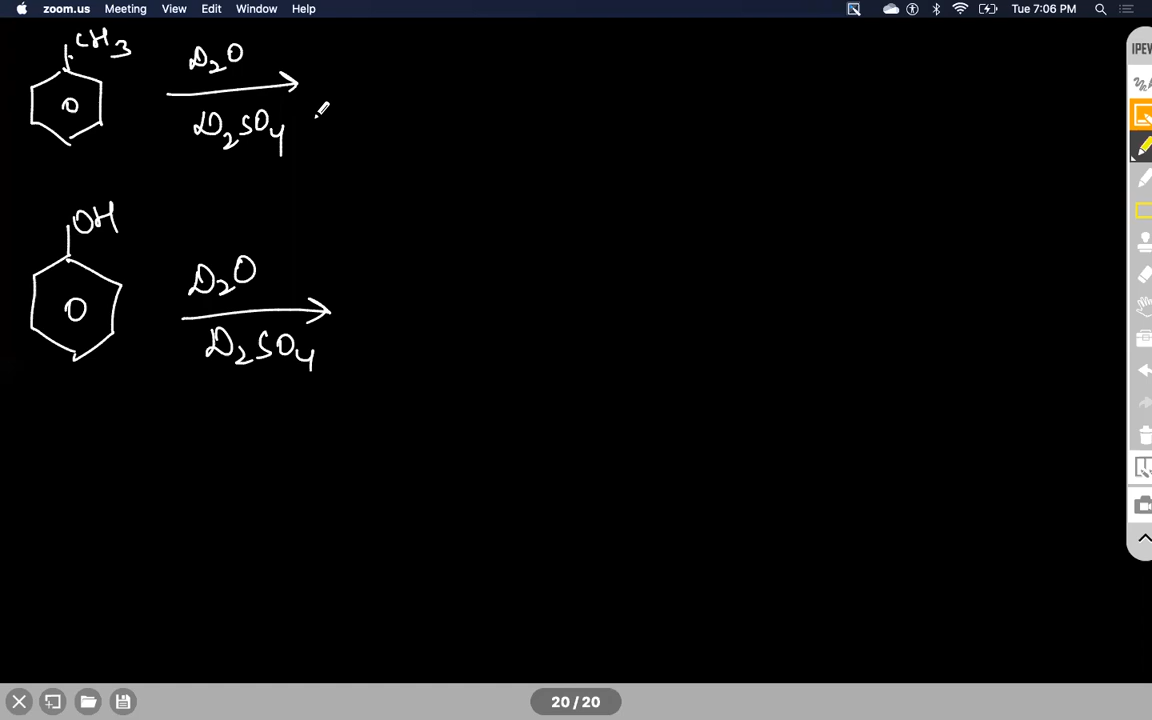 zoom.us Meeting View Edit Window Help Tue 7:06 PM
CH3
D2O
D2SO4
OH
D2O
D2SO4
20 / 20